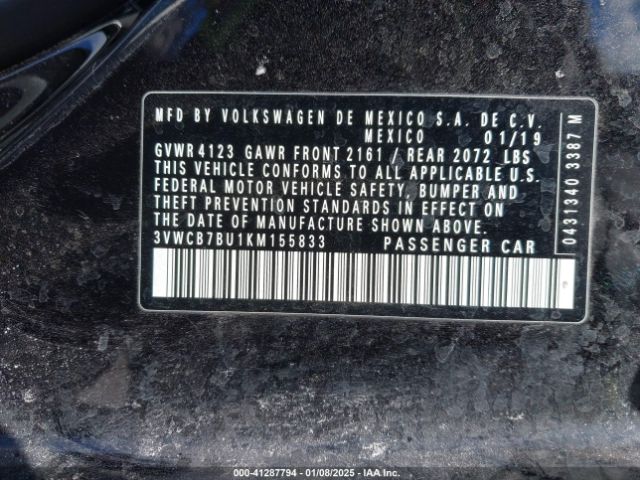 MFD BY VOLKSWAGEN DE MEXICO S.A. DE C.V.
MEXICO 01/19
GVWR 4123 GAWR FRONT 2161 / REAR 2072 LBS
THIS VEHICLE CONFORMS TO ALL APPLICABLE U.S.
FEDERAL MOTOR VEHICLE SAFETY, BUMPER AND
THEFT PREVENTION STANDARDS IN EFFECT ON
THE DATE OF MANUFACTURE SHOWN ABOVE.
3VWCB7BU1KM155833 PASSENGER CAR
0431340 3387 M
000-41287794 - 01/08/2025 - IAA Inc.